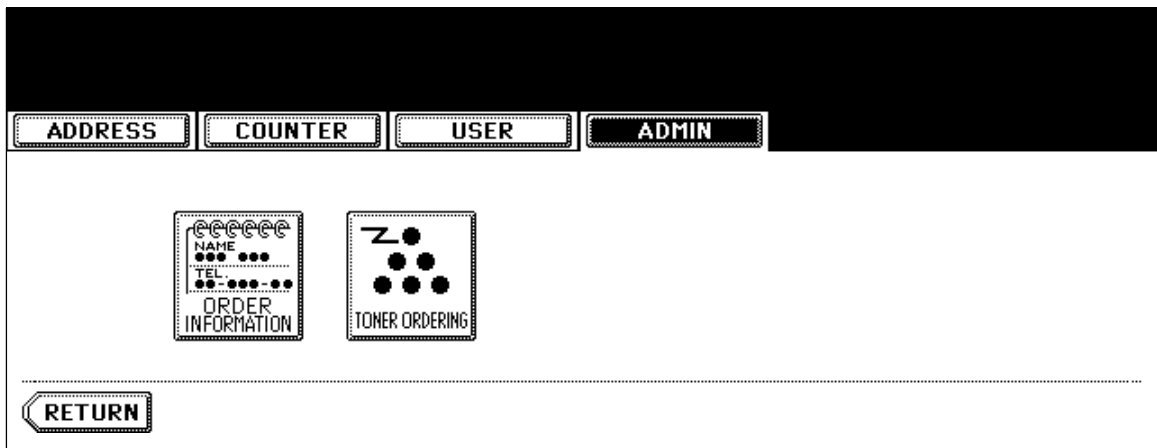 ADDRESS COUNTER USER ADMIN
NAME
TEL.
ORDER
INFORMATION
TONER ORDERING
RETURN